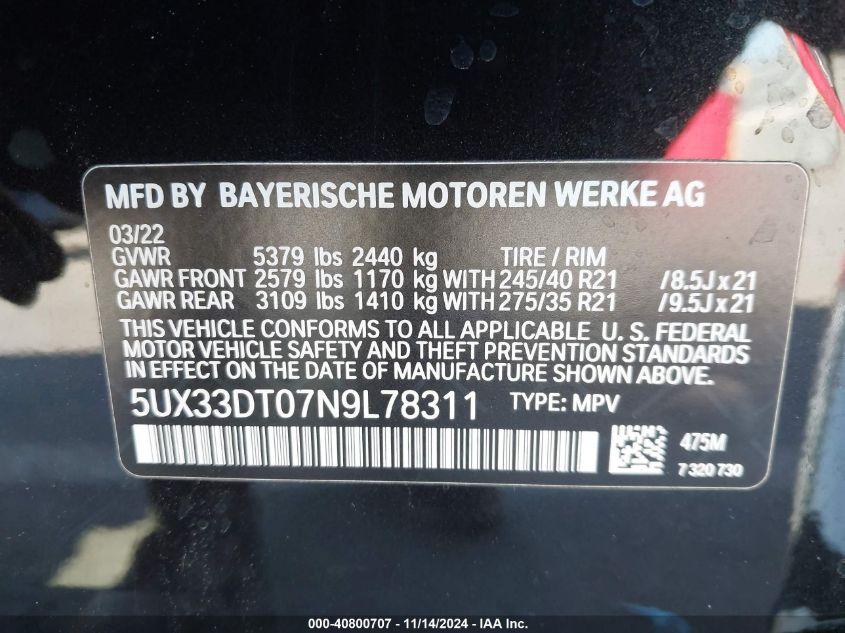 MFD BY BAYERISCHE MOTOREN WERKE AG
03/22
GVWR 5379 lbs 2440 kg TIRE / RIM
GAWR FRONT 2579 lbs 1170 kg WITH 245/40 R21 /8.5J x 21
GAWR REAR 3109 lbs 1410 kg WITH 275/35 R21 /9.5J x 21
THIS VEHICLE CONFORMS TO ALL APPLICABLE U. S. FEDERAL
MOTOR VEHICLE SAFETY AND THEFT PREVENTION STANDARDS
IN EFFECT ON THE DATE OF MANUFACTURE SHOWN ABOVE.
5UX33DT07N9L78311 TYPE: MPV
475M
7 320 730
000-40800707 - 11/14/2024 - IAA Inc.